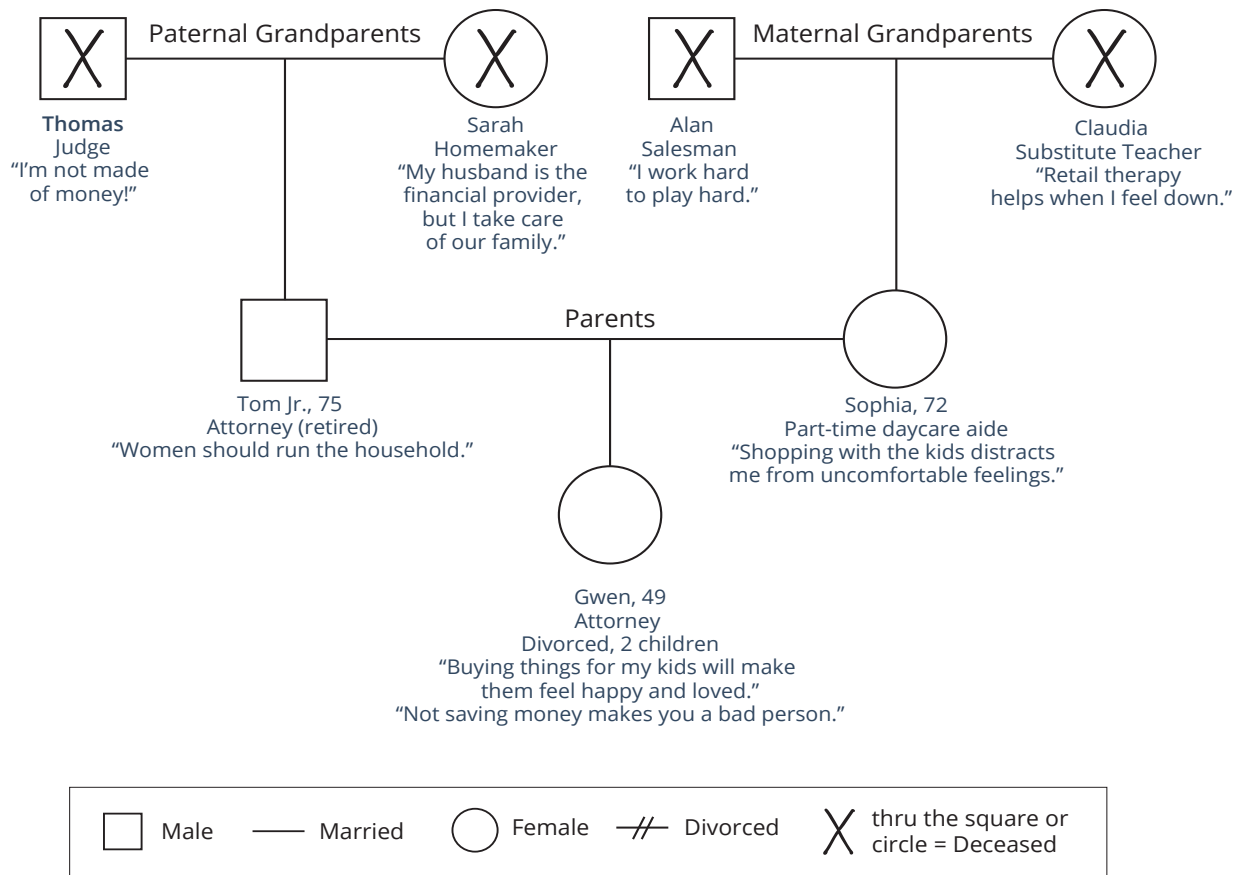 Paternal Grandparents
Maternal Grandparents
Thomas
Judge
“I’m not made
of money!”
Sarah
Homemaker
“My husband is the
financial provider,
but I take care
of our family.”
Alan
Salesman
“I work hard
to play hard.”
Claudia
Substitute Teacher
“Retail therapy
helps when I feel down.”
Parents
Tom Jr., 75
Attorney (retired)
“Women should run the household.”
Sophia, 72
Part-time daycare aide
“Shopping with the kids distracts
me from uncomfortable feelings.”
Gwen, 49
Attorney
Divorced, 2 children
“Buying things for my kids will make
them feel happy and loved.”
“Not saving money makes you a bad person.”
Male
Married
Female
Divorced
thru the square or
circle = Deceased